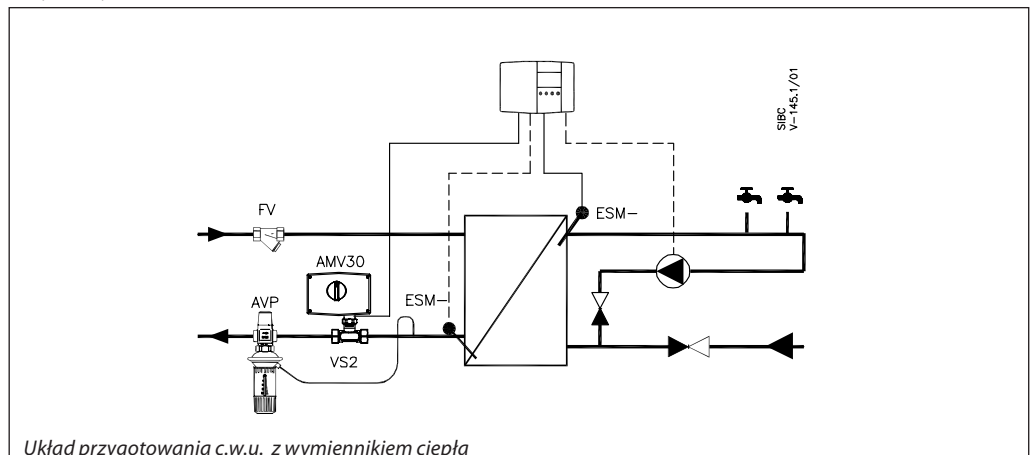 SIBC
V-145.1/01
FV
ESM-
AMV30
ESM-
AVP
VS2
Układ przygotowania c.w.u. z wymiennikiem ciepła